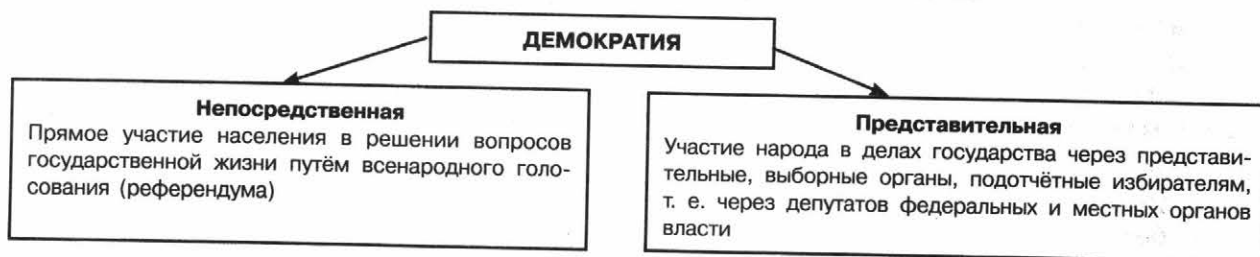 ДЕМОКРАТИЯ
Непосредственная
Прямое участие населения в решении вопросов
государственной жизни путём всенародного голо-
сования (референдума)
Представительная
Участие народа в делах государства через представи-
тельные, выборные органы, подотчётные избирателям,
т. е. через депутатов федеральных и местных органов
власти